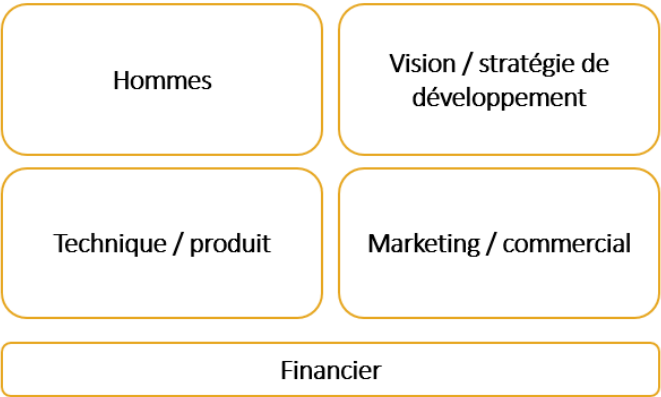 Hommes
Vision / stratégie de
développement
Technique / produit
Marketing / commercial
Financier